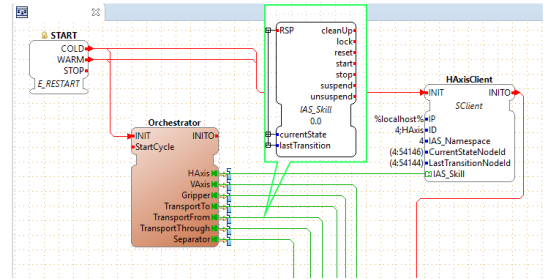 START
COLD
WARM
STOP
E_RESTART
Orchestrator
INIT INITO
StartCycle
HAxis
VAxis
Gripper
TransportTo
TransportFrom
TransportThrough
Separator
RSP cleanUp
lock
reset
start
stop
suspend
unsuspend
IAS_Skill
0.0
currentState
lastTransition
HAxisClient
INIT INITO
SClient
%localhost% IP
4;HAxis ID
4 IAS_Namespace
(4:54146) CurrentStateNodeId
(4:54144) LastTransitionNodeId
IAS_Skill